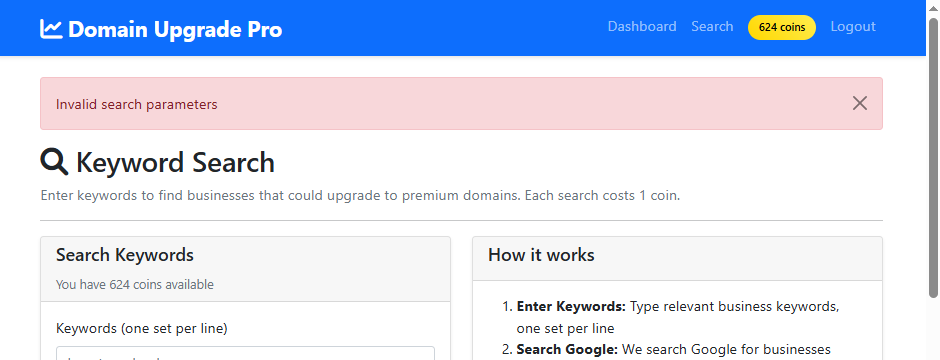 Domain Upgrade Pro
Dashboard Search 624 coins Logout
Invalid search parameters
Keyword Search
Enter keywords to find businesses that could upgrade to premium domains. Each search costs 1 coin.
Search Keywords
You have 624 coins available
Keywords (one set per line)
How it works
1. Enter Keywords: Type relevant business keywords,
one set per line
2. Search Google: We search Google for businesses